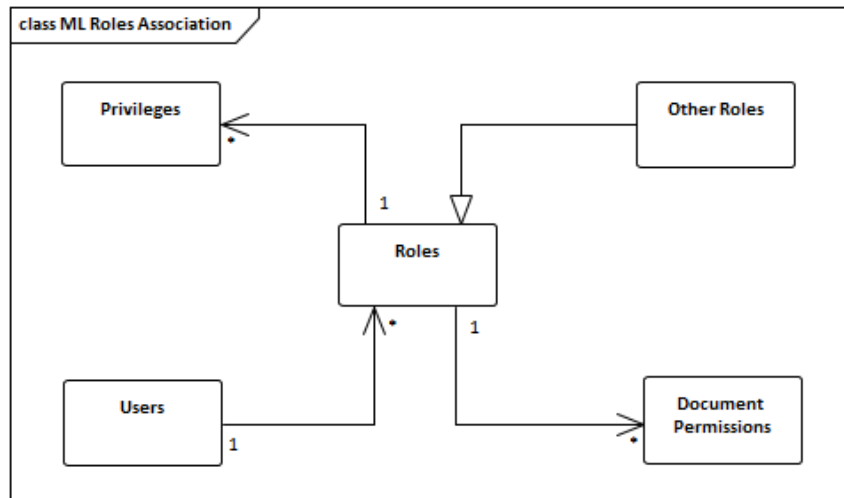 class ML Roles Association
Privileges
Other Roles
*
1
Roles
*
1
Users
1
Document
Permissions
*